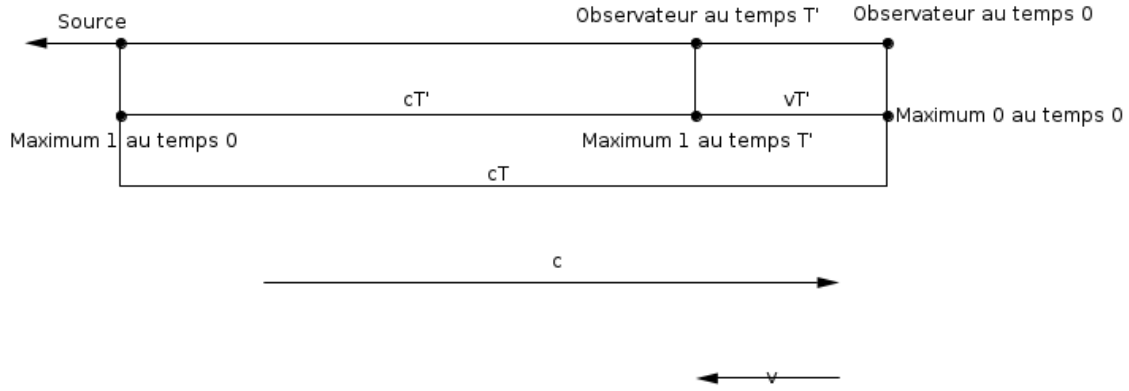 Source
Observateur au temps T'
Observateur au temps 0
cT'
vT'
Maximum 0 au temps 0
Maximum 1 au temps 0
Maximum 1 au temps T'
cT
c
v